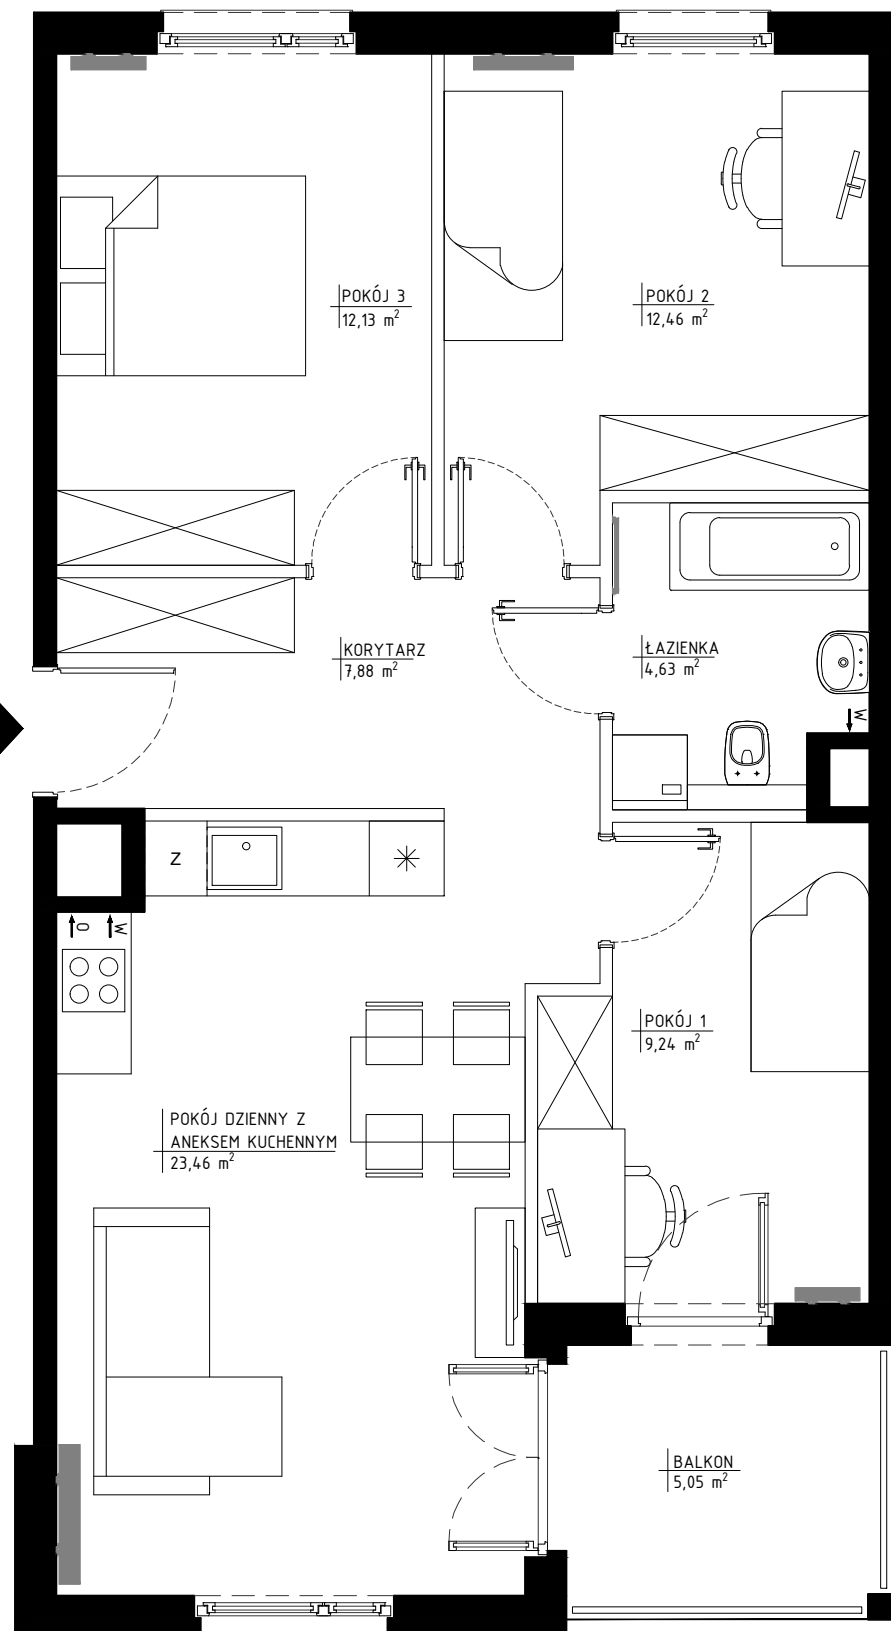 POKÓJ 3
12,13 m²
POKÓJ 2
12,46 m²
KORYTARZ
7,88 m²
ŁAZIENKA
4,63 m²
W
Z
O
W
POKÓJ 1
9,24 m²
POKÓJ DZIENNY Z
ANEKSEM KUCHENNYM
23,46 m²
BALKON
5,05 m²